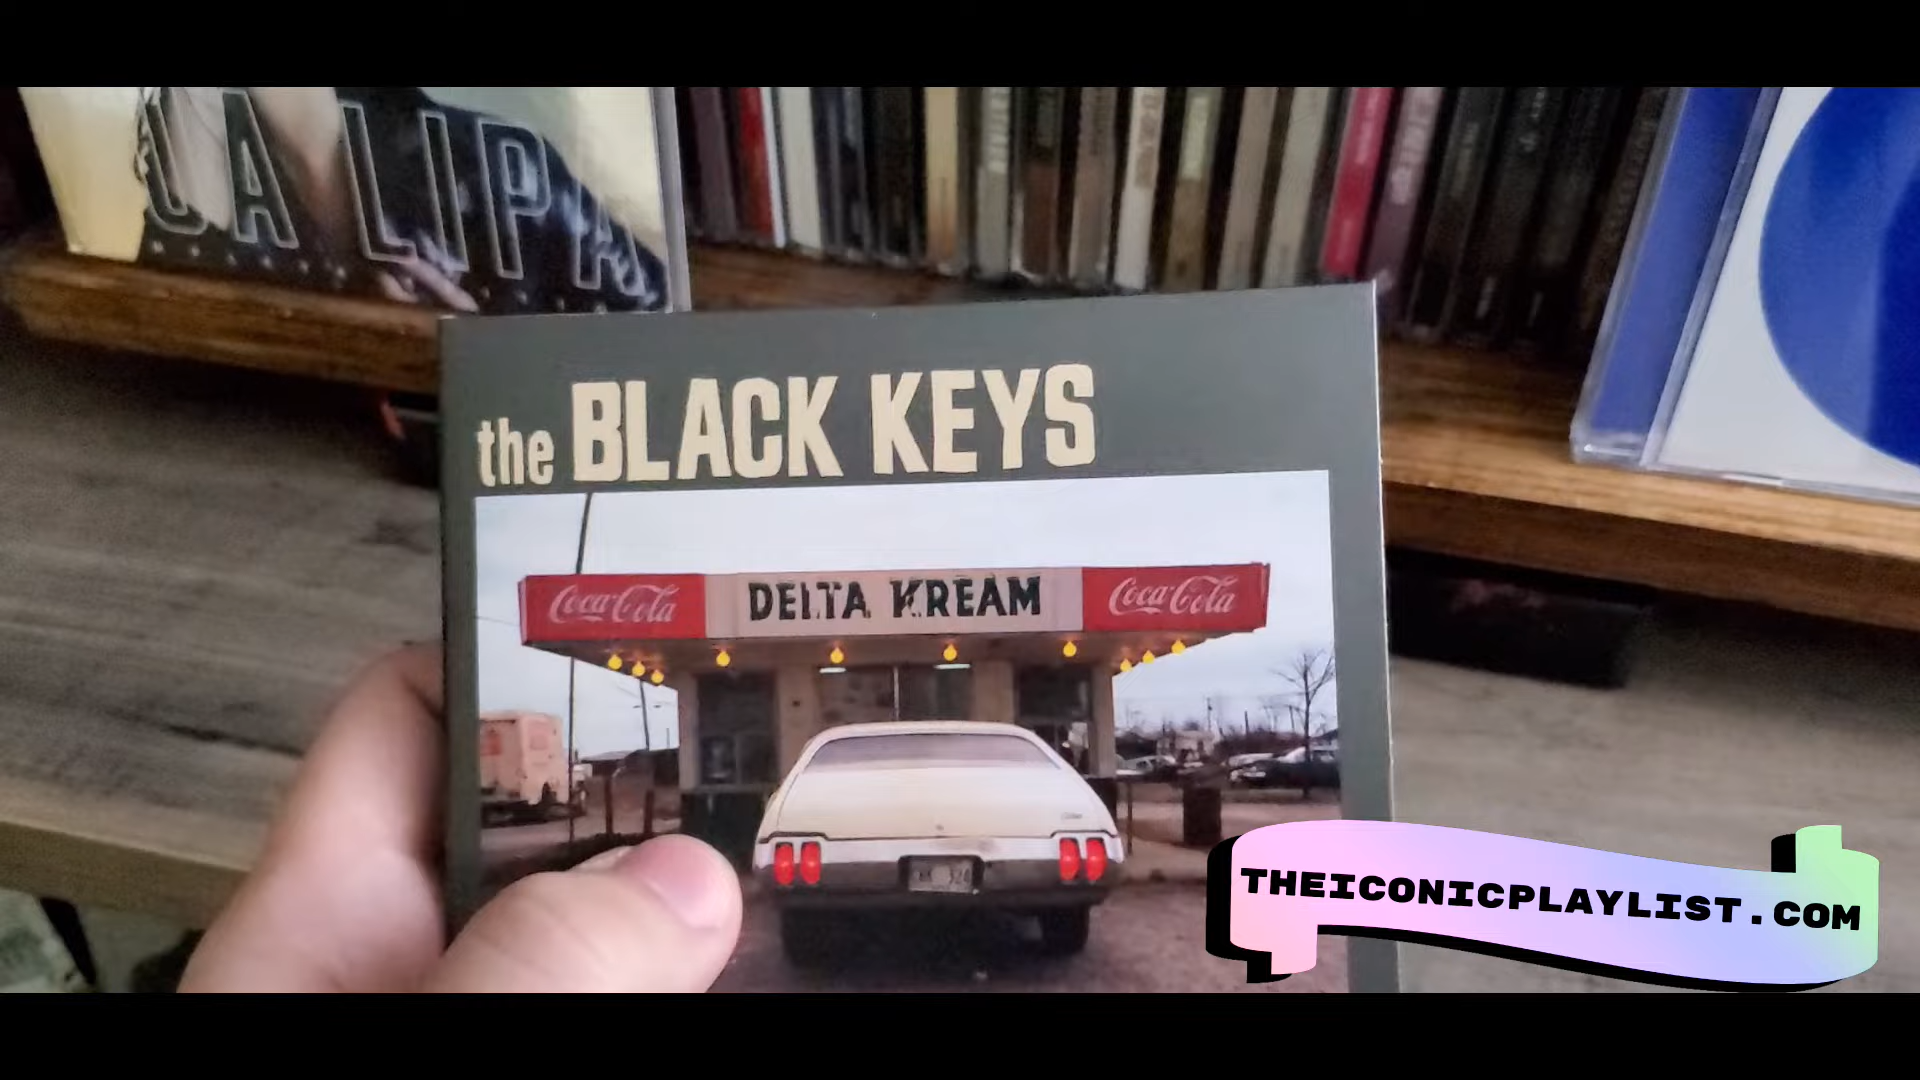 UA LIPA
the BLACK KEYS
Coca-Cola DELTA KREAM Coca-Cola
THEICONICPLAYLIST.COM